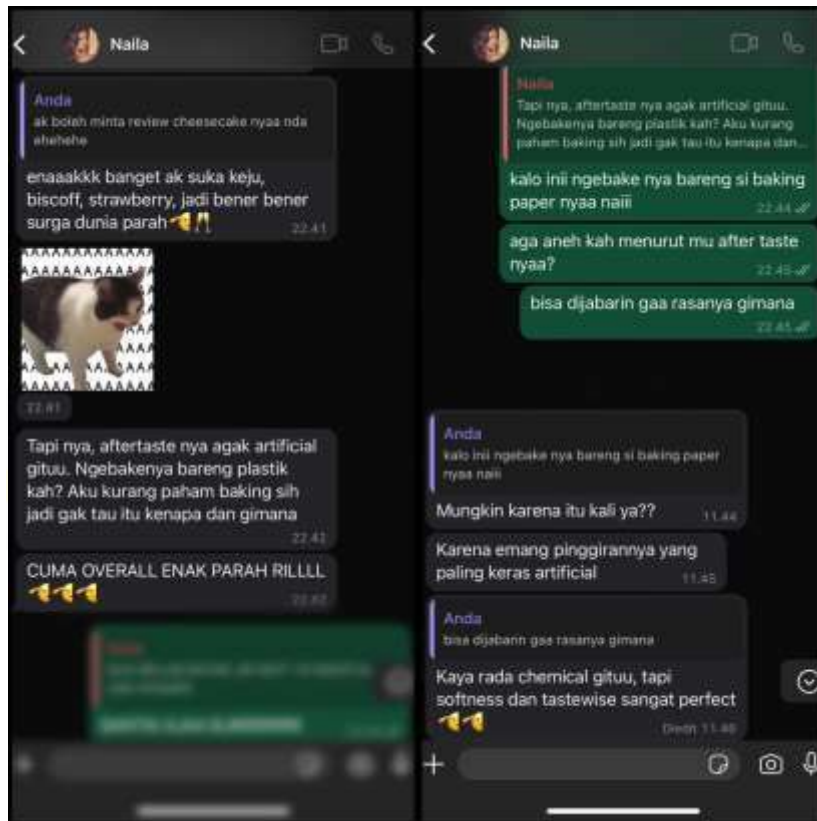 Naila
Anda
ak boleh minta review cheesecake nyaa nda
ehehehe
enaaakkk banget ak suka keju,
biscoff, strawberry, jadi bener bener
surga dunia parah🫵🥂
22.41
22.41
Tapi nya, aftertaste nya agak artificial
gituu. Ngebakenya bareng plastik
kah? Aku kurang paham baking sih
jadi gak tau itu kenapa dan gimana
22.42
CUMA OVERALL ENAK PARAH RILLLL
22.42
Naila
Naila
Tapi nya, aftertaste nya agak artificial gituu.
Ngebakenya bareng plastik kah? Aku kurang
paham baking sih jadi gak tau itu kenapa dan...
kalo inii ngebake nya bareng si baking
paper nyaa naiii
22.44
aga aneh kah menurut mu after taste
nyaa?
22.45
bisa dijabarin gaa rasanya gimana
22.45
Anda
kalo inii ngebake nya bareng si baking paper
nyaa naiii
Mungkin karena itu kali ya??
11.44
Karena emang pinggirannya yang
paling keras artificial
11.45
Anda
bisa dijabarin gaa rasanya gimana
Kaya rada chemical gituu, tapi
softness dan tastewise sangat perfect
Diedit 11.46